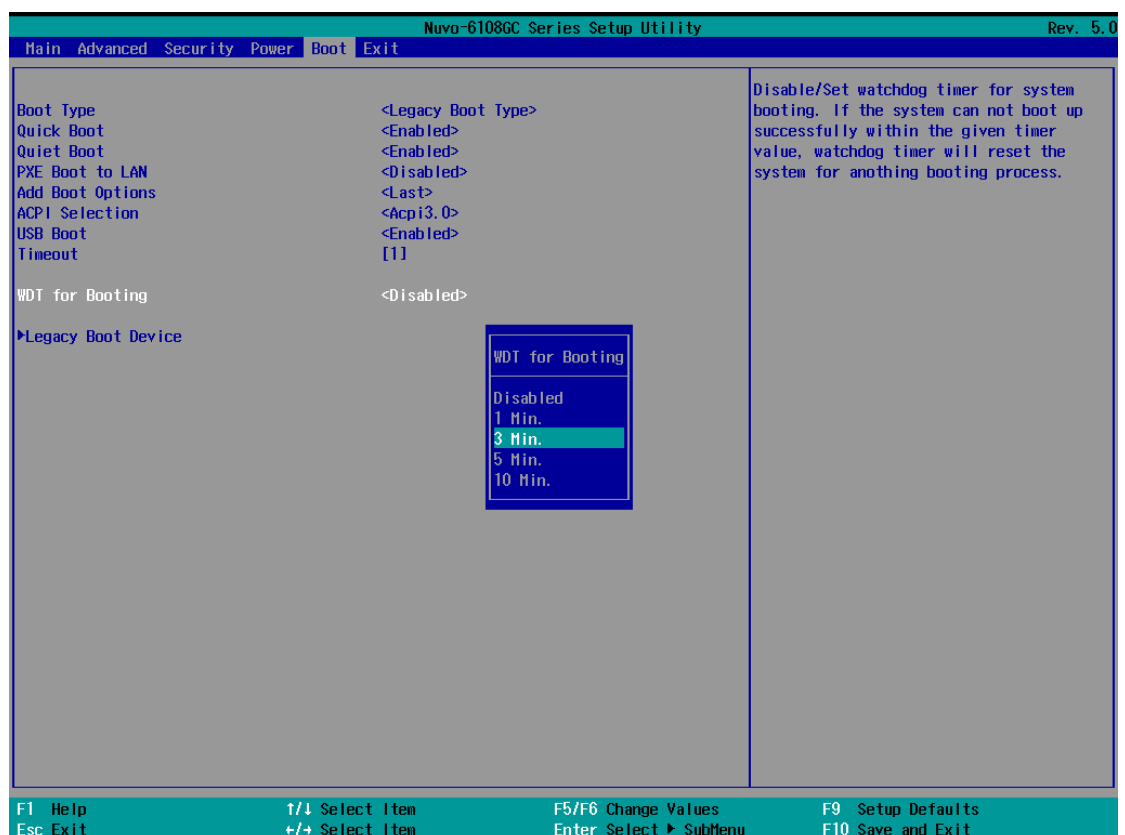 Nuvo-6108GC Series Setup Utility Rev. 5.0
Main Advanced Security Power Boot Exit
Boot Type <Legacy Boot Type>
Quick Boot <Enabled>
Quiet Boot <Enabled>
PXE Boot to LAN <Disabled>
Add Boot Options <Last>
ACPI Selection <Acpi3.0>
USB Boot <Enabled>
Timeout [1]
WDT for Booting <Disabled>
▶Legacy Boot Device
WDT for Booting
Disabled
1 Min.
3 Min.
5 Min.
10 Min.
Disable/Set watchdog timer for system
booting. If the system can not boot up
successfully within the given timer
value, watchdog timer will reset the
system for anothing booting process.
F1 Help ↑/↓ Select Item F5/F6 Change Values F9 Setup Defaults
Esc Exit ←/→ Select Item Enter Select ▶ SubMenu F10 Save and Exit